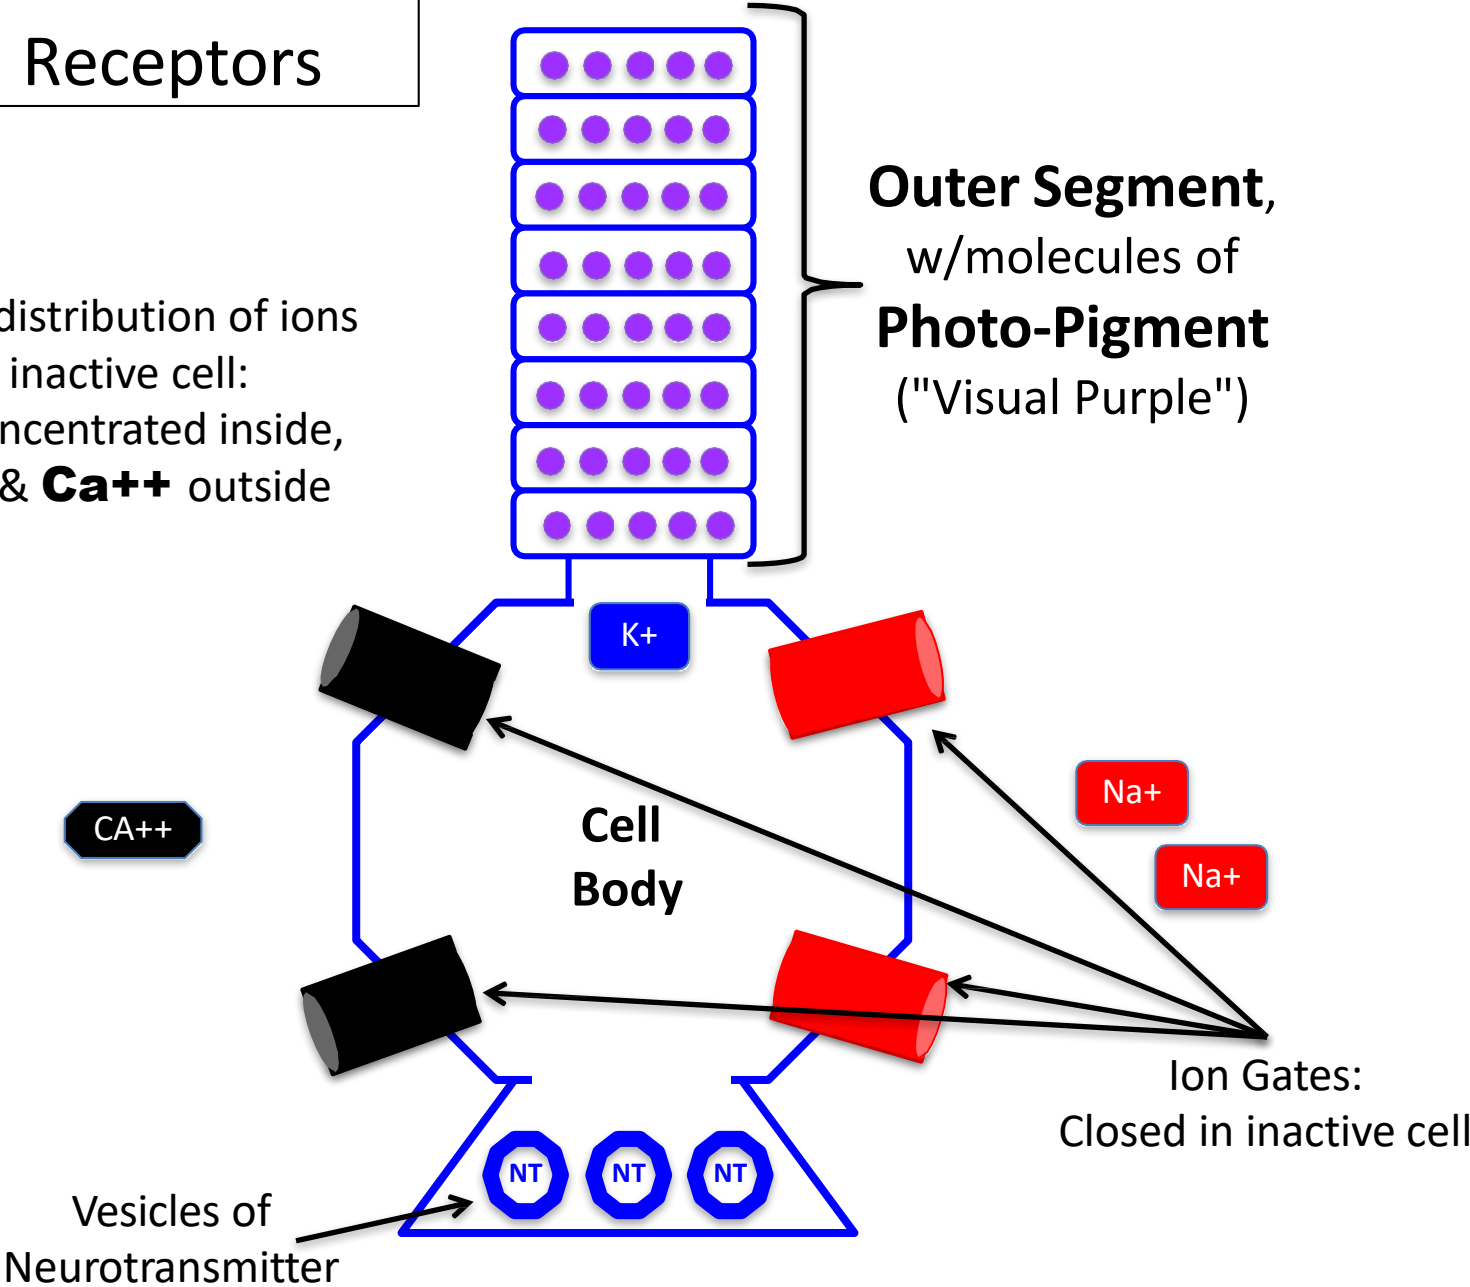 Receptors
Outer Segment,
w/molecules of
Photo-Pigment
("Visual Purple")
distribution of ions
inactive cell:
ncentrated inside,
& Ca++ outside
K+
Na+
CA++
Cell
Body
Na+
Ion Gates:
Closed in inactive cell
NT NT NT
Vesicles of
Neurotransmitter